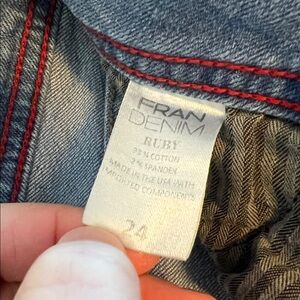 FRAN
DENIM
RUBY
98% COTTON
2% SPANDEX
MADE IN THE USA WITH
IMPORTED COMPONENTS
24